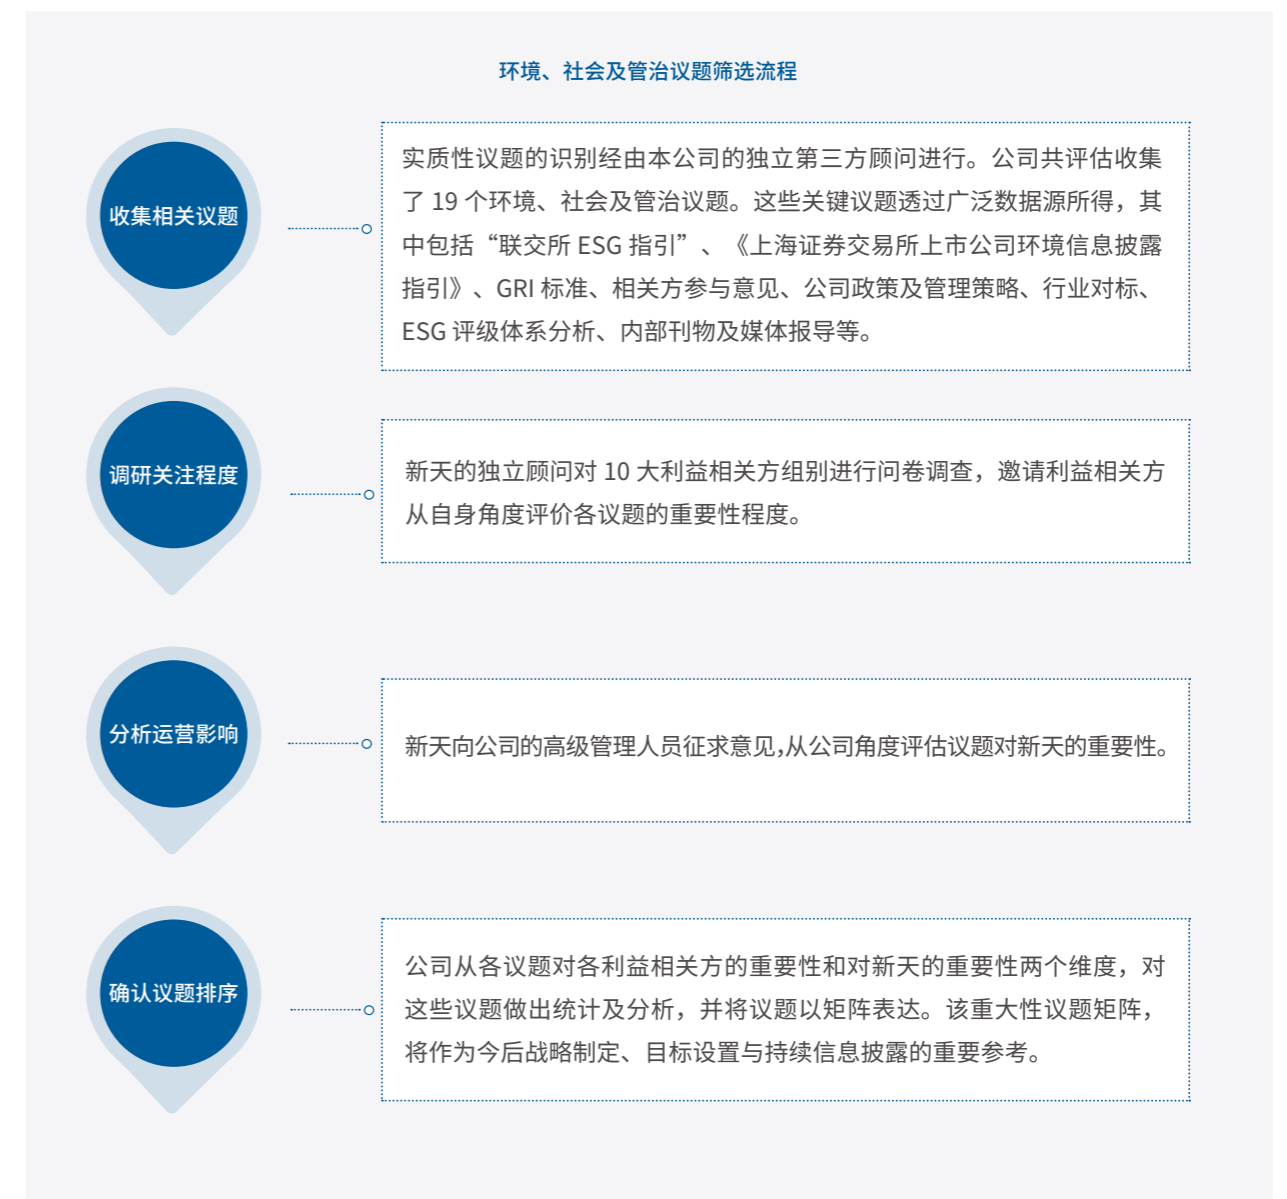 环境、社会及管治议题筛选流程
收集相关议题
实质性议题的识别经由本公司的独立第三方顾问进行。公司共评估收集
了 19 个环境、社会及管治议题。这些关键议题透过广泛数据源所得，其
中包括“联交所 ESG 指引”、《上海证券交易所上市公司环境信息披露
指引》、GRI 标准、相关方参与意见、公司政策及管理策略、行业对标、
ESG 评级体系分析、内部刊物及媒体报导等。
调研关注程度
新天的独立顾问对 10 大利益相关方组别进行问卷调查，邀请利益相关方
从自身角度评价各议题的重要性程度。
分析运营影响
新天向公司的高级管理人员征求意见,从公司角度评估议题对新天的重要性。
确认议题排序
公司从各议题对各利益相关方的重要性和对新天的重要性两个维度，对
这些议题做出统计及分析，并将议题以矩阵表达。该重大性议题矩阵，
将作为今后战略制定、目标设置与持续信息披露的重要参考。